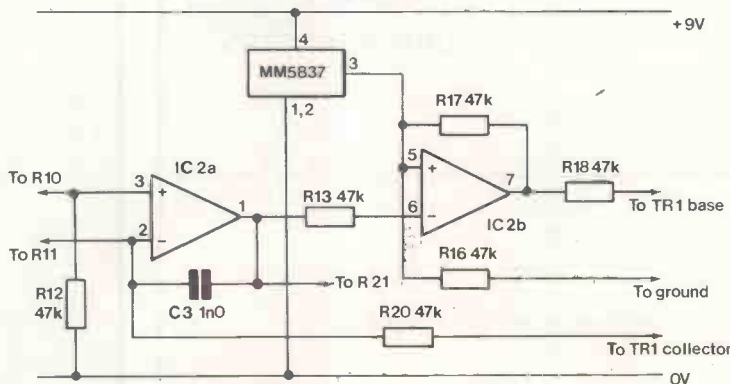 +9V
4
MM5837
3
1,2
R17 47k
IC 2a
5
+
7
R18 47k
To R10
3
+
1
R13 47k
6
−
IC2b
To TR1 base
To R11
2
−
R16 47k
To R 21
To ground
R12
47k
C3 1n0
R20 47k
To TR1 collector
0V